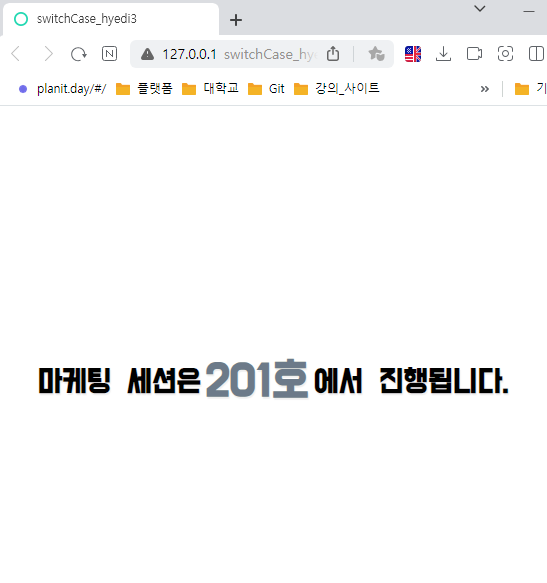 switchCase_hyedi3
127.0.0.1 switchCase_hye
planit.day/#/ 플랫폼 대학교 Git 강의_사이트 » 기
마케팅 세션은 201호에서 진행됩니다.